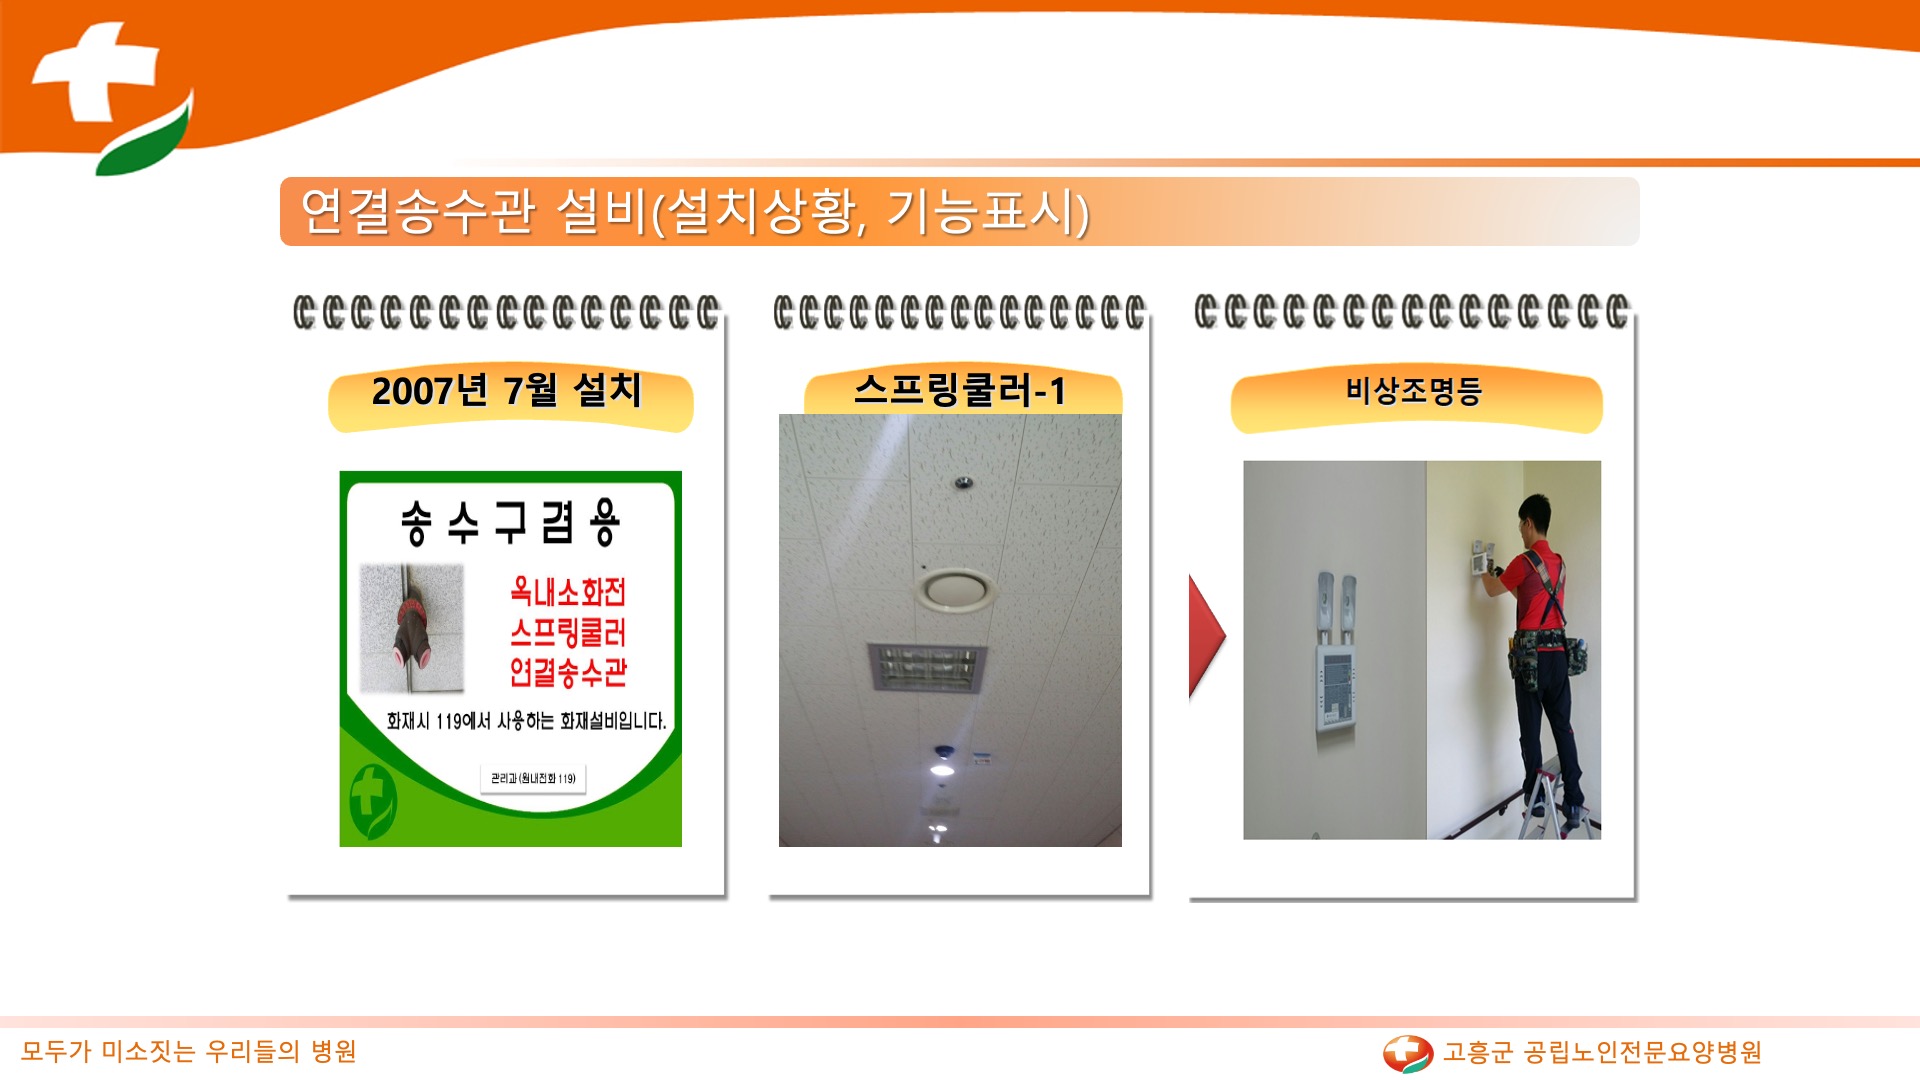 연결송수관 설비(설치상황, 기능표시)
2007년 7월 설치
송수구겸용
옥내소화전
스프링쿨러
연결송수관
화재시 119에서 사용하는 화재설비입니다.
관리과(원내전화 119)
스프링쿨러-1
비상조명등
모두가 미소짓는 우리들의 병원
고흥군 공립노인전문요양병원